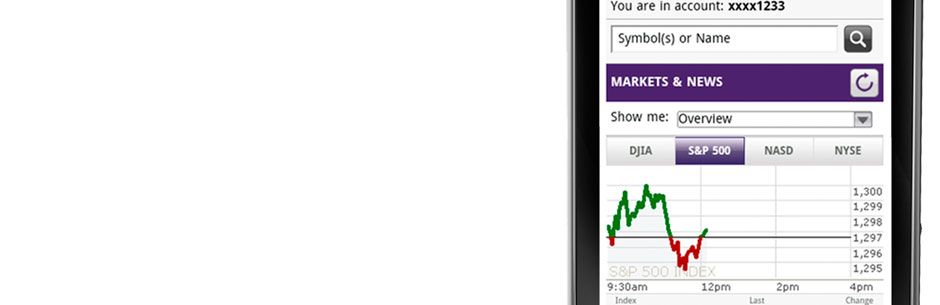 You are in account: xxxx1233
Symbol(s) or Name
MARKETS & NEWS
Show me: Overview
DJIA S&P 500 NASD NYSE
1,300
1,299
1,298
1,297
1,296
1,295
S&P 500 INDEX
9:30am 12pm 2pm 4pm
Index Last Change